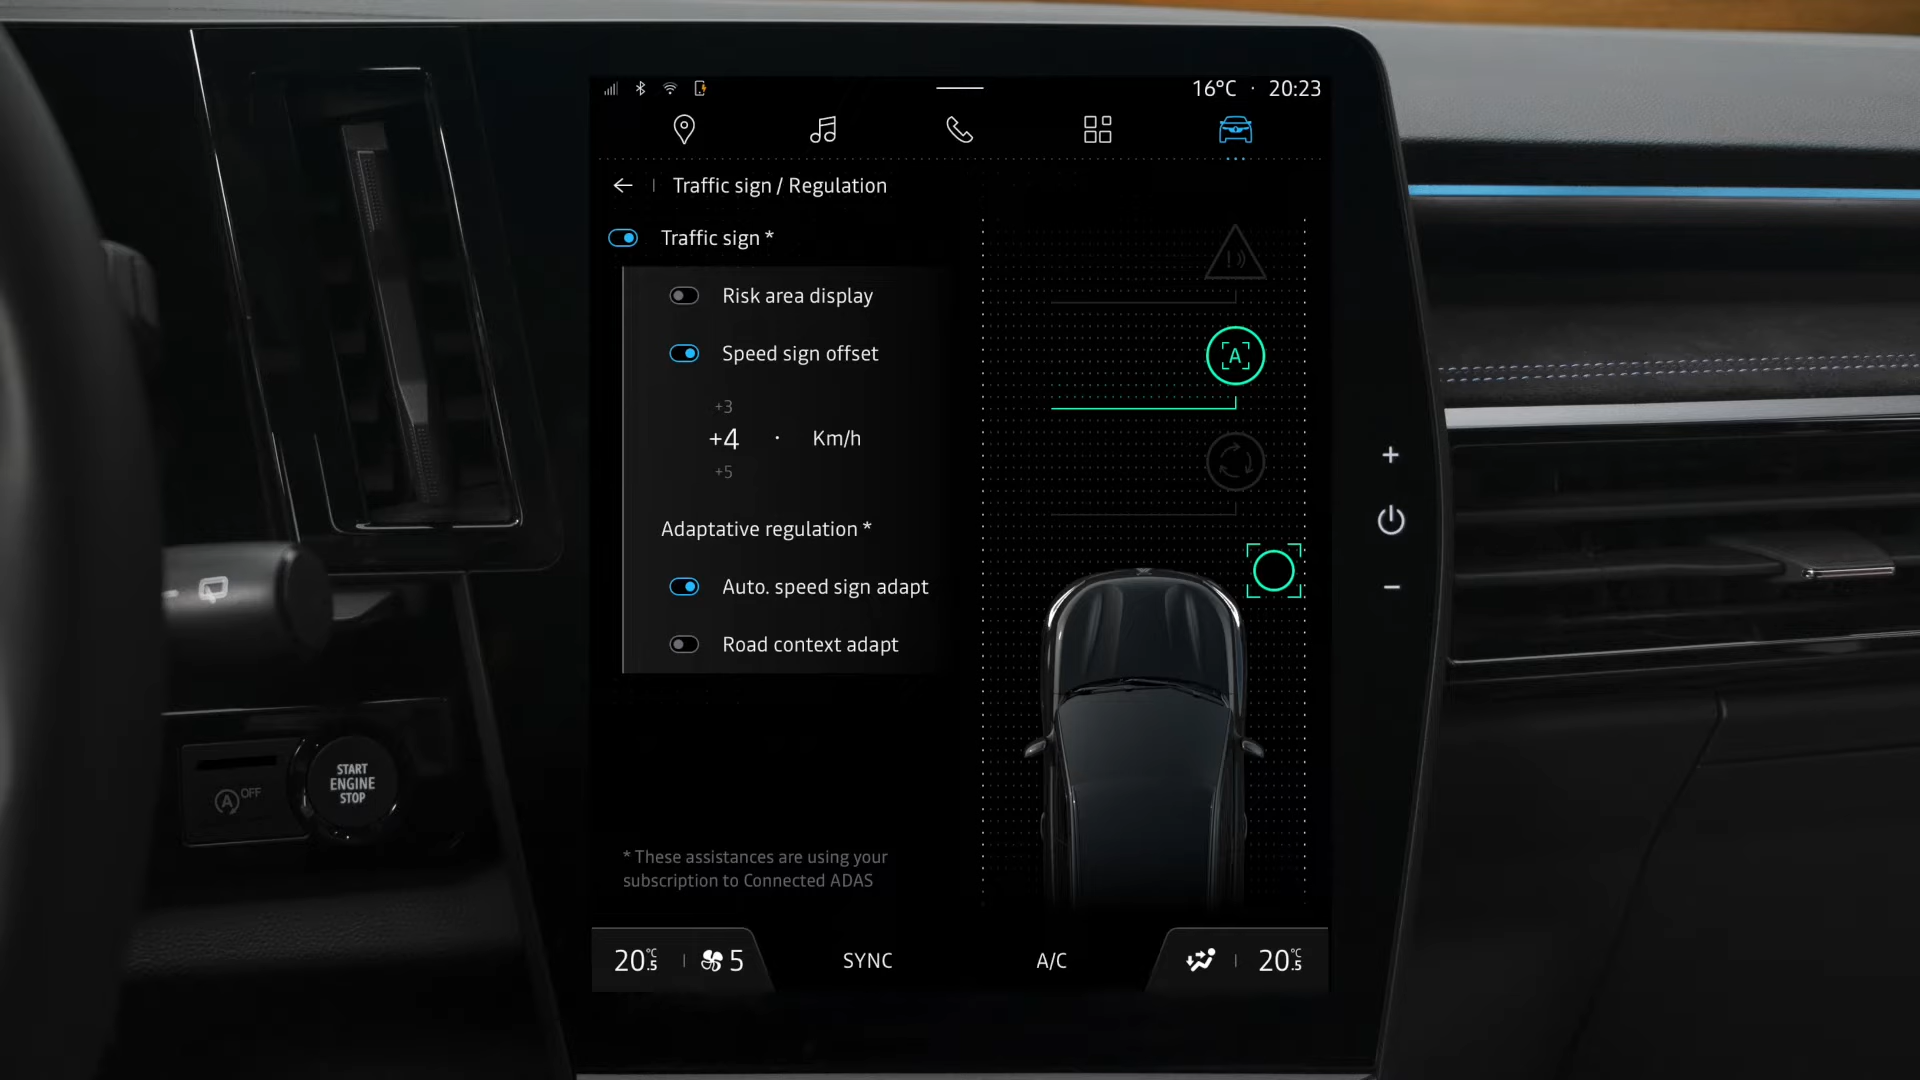 16°C · 20:23
Traffic sign / Regulation
Traffic sign *
Risk area display
Speed sign offset
+3
+4 · Km/h
+5
Adaptative regulation *
Auto. speed sign adapt
Road context adapt
A
* These assistances are using your
subscription to Connected ADAS
20.5°C
5
SYNC
A/C
20.5°C
+
−
A OFF
START
ENGINE
STOP